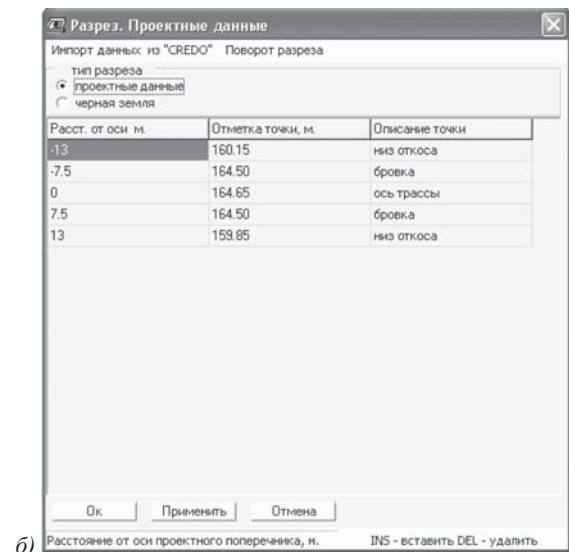 Разрез. Проектные данные
Импорт данных из "CREDO" Поворот разреза
тип разреза
проектные данные
черная земля
Расст. от оси м. Отметка точки, м. Описание точки
-13 160.15 низ откоса
-7.5 164.50 бровка
0 164.65 ось трассы
7.5 164.50 бровка
13 159.85 низ откоса
Ок Применить Отмена
б) Расстояние от оси проектного поперечника, м. INS - вставить DEL - удалить